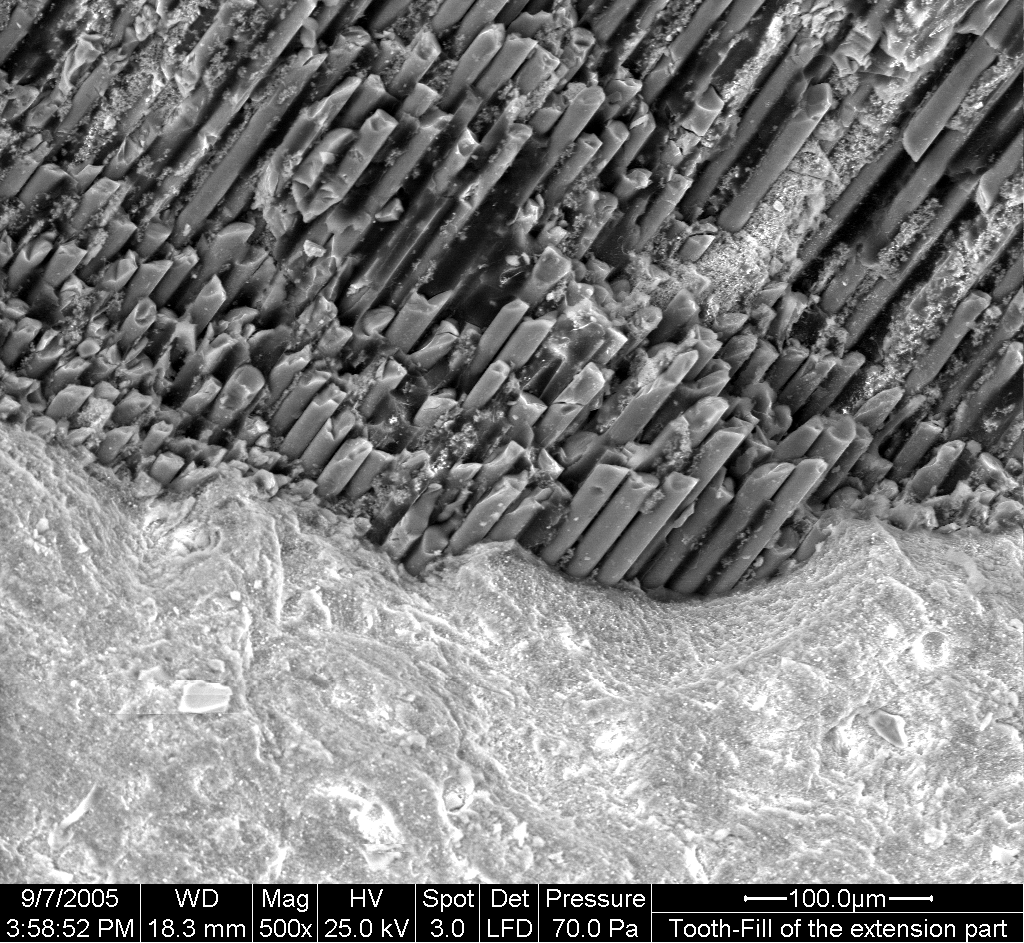 9/7/2005 WD Mag HV Spot Det Pressure 100.0µm
3:58:52 PM 18.3 mm 500x 25.0 kV 3.0 LFD 70.0 Pa Tooth-Fill of the extension part